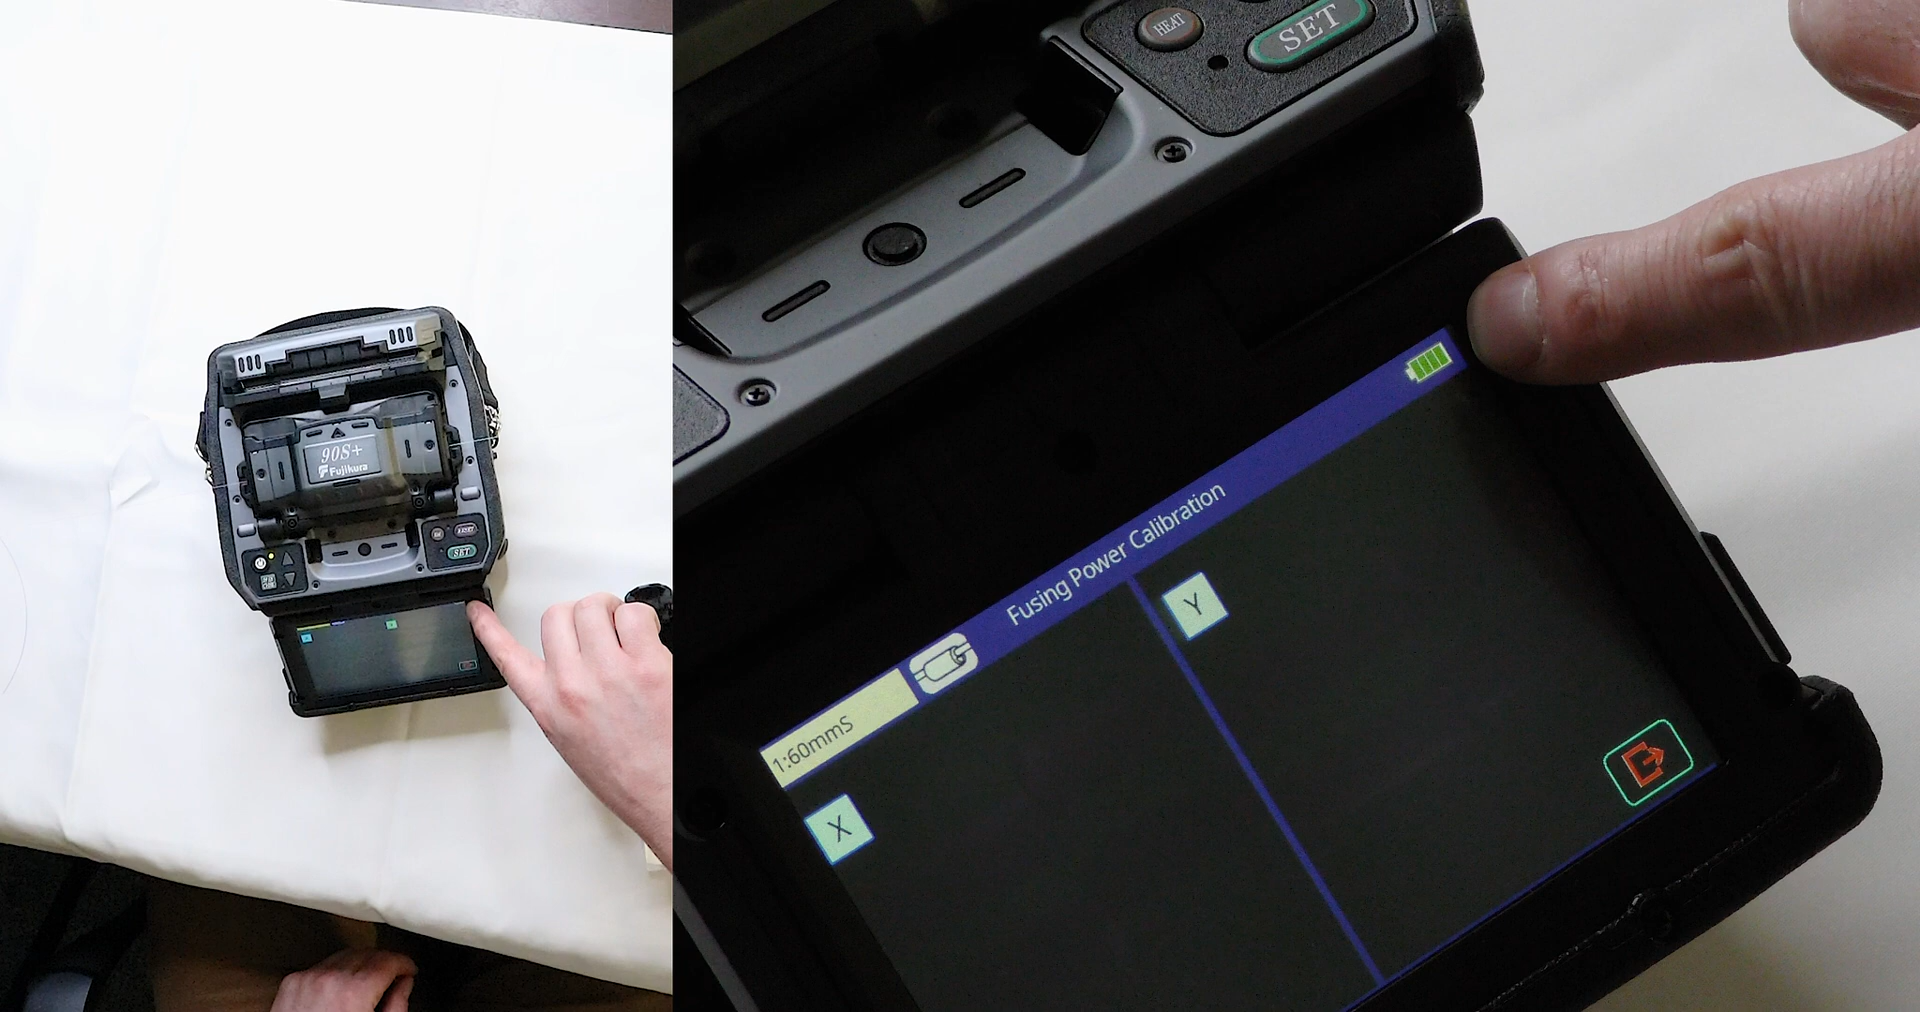 90S+
Fujikura
SET
HEAT
SET
Fusing Power Calibration
1:60mmS
X
Y